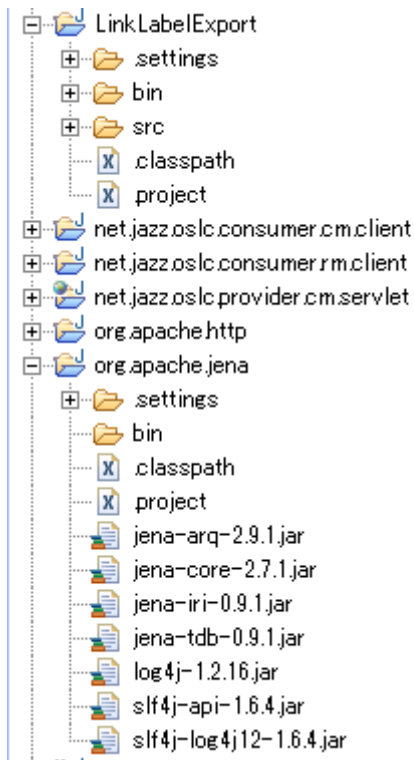 LinkLabelExport
.settings
bin
src
.classpath
.project
net.jazz.oslc.consumer.cm.client
net.jazz.oslc.consumer.rm.client
net.jazz.oslc.provider.cm.servlet
org.apache.http
org.apache.jena
.settings
bin
.classpath
.project
jena-arq-2.9.1.jar
jena-core-2.7.1.jar
jena-iri-0.9.1.jar
jena-tdb-0.9.1.jar
log4j-1.2.16.jar
slf4j-api-1.6.4.jar
slf4j-log4j12-1.6.4.jar